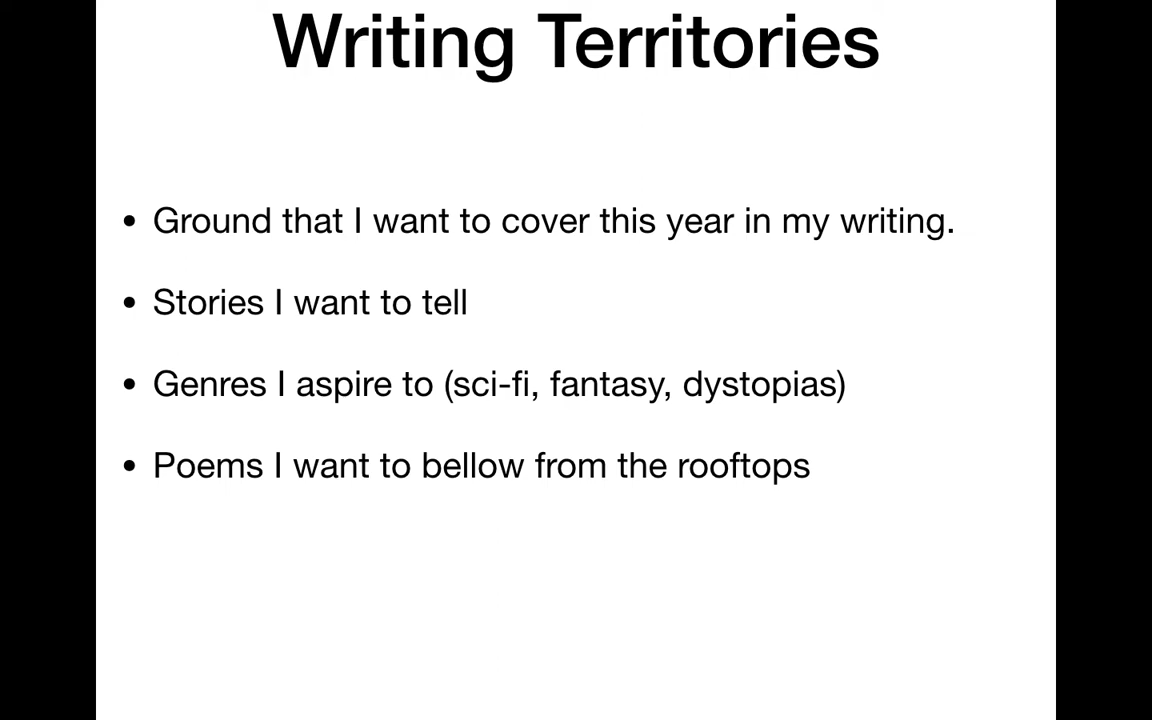 Writing Territories
• Ground that I want to cover this year in my writing.
• Stories I want to tell
• Genres I aspire to (sci-fi, fantasy, dystopias)
• Poems I want to bellow from the rooftops